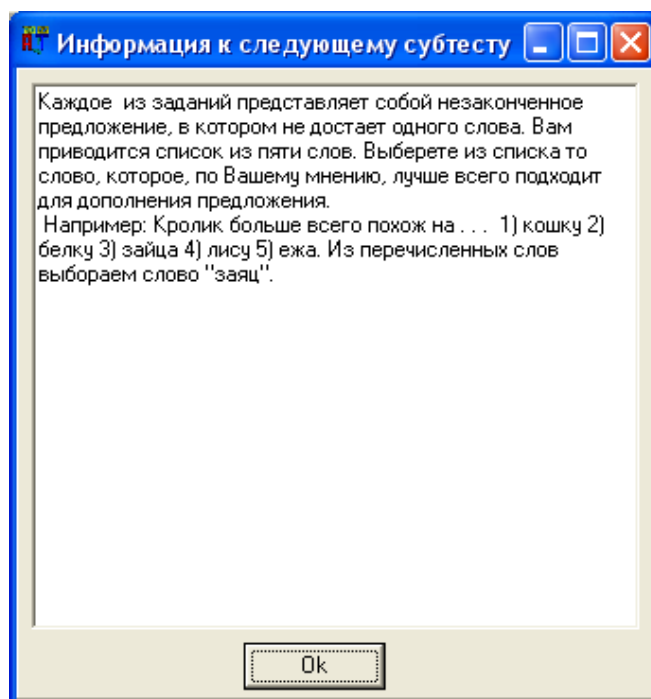 Информация к следующему субтесту
Каждое из заданий представляет собой незаконченное
предложение, в котором не достает одного слова. Вам
приводится список из пяти слов. Выберете из списка то
слово, которое, по Вашему мнению, лучше всего подходит
для дополнения предложения.
Например: Кролик больше всего похож на . . . 1) кошку 2)
белку 3) зайца 4) лису 5) ежа. Из перечисленных слов
выбораем слово "заяц".
Ok